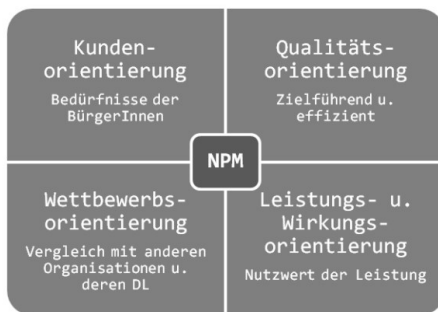 Kunden-
orientierung
Bedürfnisse der
BürgerInnen
Qualitäts-
orientierung
Zielführend u.
effizient
NPM
Wettbewerbs-
orientierung
Vergleich mit anderen
Organisationen u.
deren DL
Leistungs- u.
Wirkungs-
orientierung
Nutzwert der Leistung